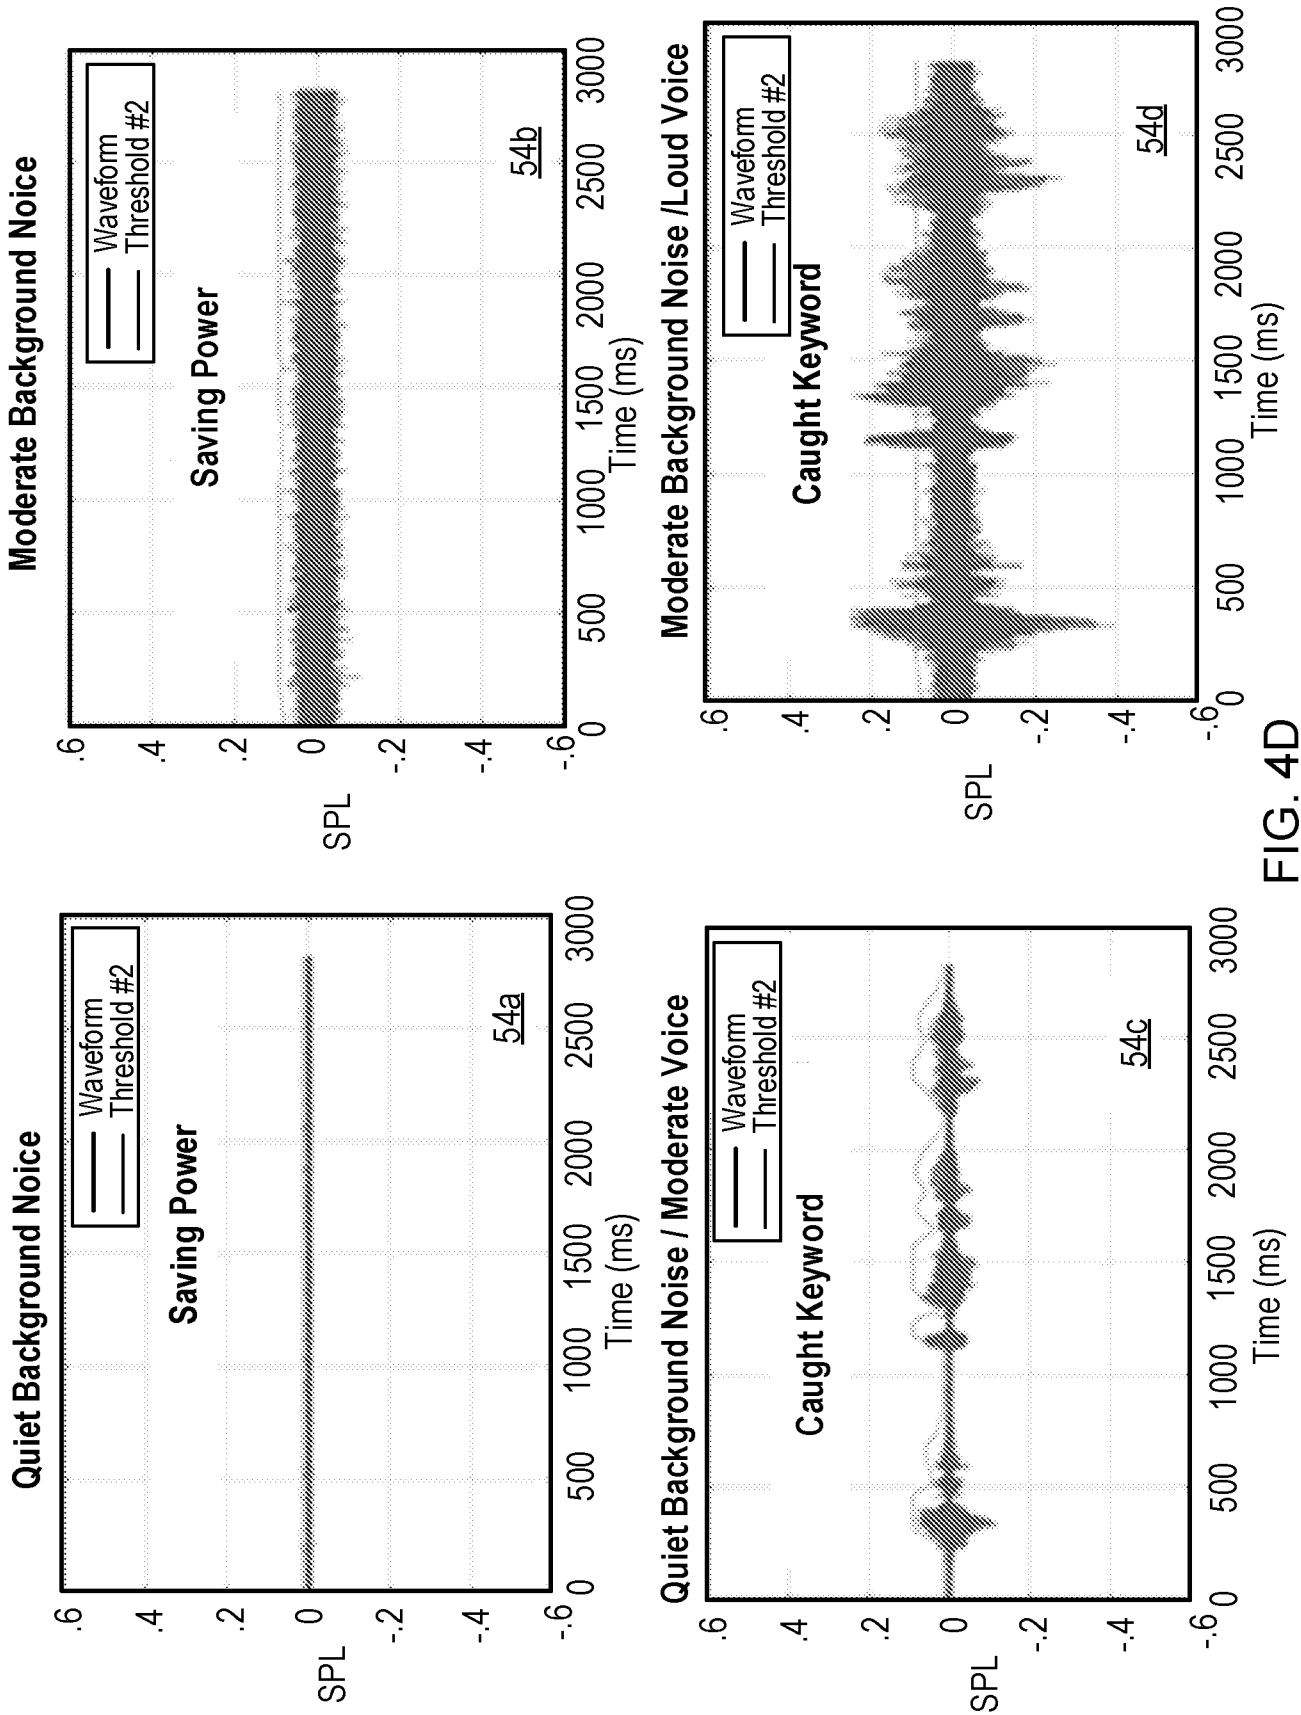 Quiet Background Noice
Waveform
Threshold #2
Saving Power
54a
.6
.4
.2
0
-.2
-.4
-.6
SPL
0
500
1000
1500
2000
2500
3000
Time (ms)
Moderate Background Noice
Waveform
Threshold #2
Saving Power
54b
.6
.4
.2
0
-.2
-.4
-.6
SPL
0
500
1000
1500
2000
2500
3000
Time (ms)
Quiet Background Noise / Moderate Voice
Waveform
Threshold #2
Caught Keyword
54c
.6
.4
.2
0
-.2
-.4
-.6
SPL
0
500
1000
1500
2000
2500
3000
Time (ms)
Moderate Background Noise /Loud Voice
Waveform
Threshold #2
Caught Keyword
54d
.6
.4
.2
0
-.2
-.4
-.6
SPL
0
500
1000
1500
2000
2500
3000
Time (ms)
FIG. 4D